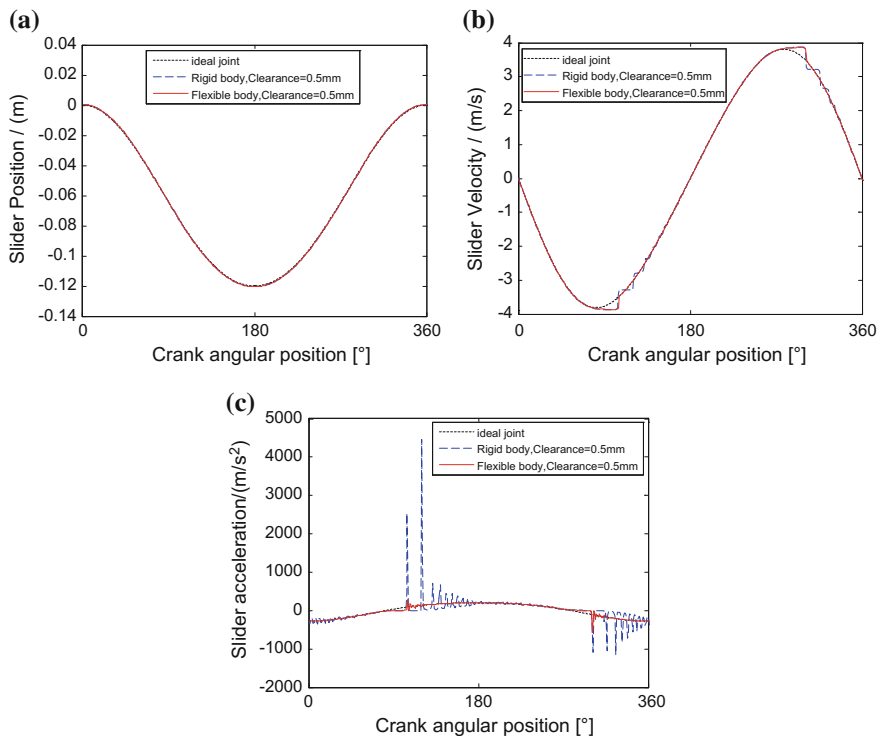 (a)
0.04
0.02
0
-0.02
-0.04
-0.06
-0.08
-0.1
-0.12
-0.14
0
180
360
Slider Position / (m)
Crank angular position [°]
ideal joint
Rigid body,Clearance=0.5mm
Flexible body,Clearance=0.5mm
(b)
4
3
2
1
0
-1
-2
-3
-4
0
180
360
Slider Velocity / (m/s)
Crank angular position [°]
ideal joint
Rigid body,Clearance=0.5mm
Flexible body,Clearance=0.5mm
(c)
5000
4000
3000
2000
1000
0
-1000
-2000
0
180
360
Slider acceleration/(m/s²)
Crank angular position [°]
ideal joint
Rigid body,Clearance=0.5mm
Flexible body,Clearance=0.5mm